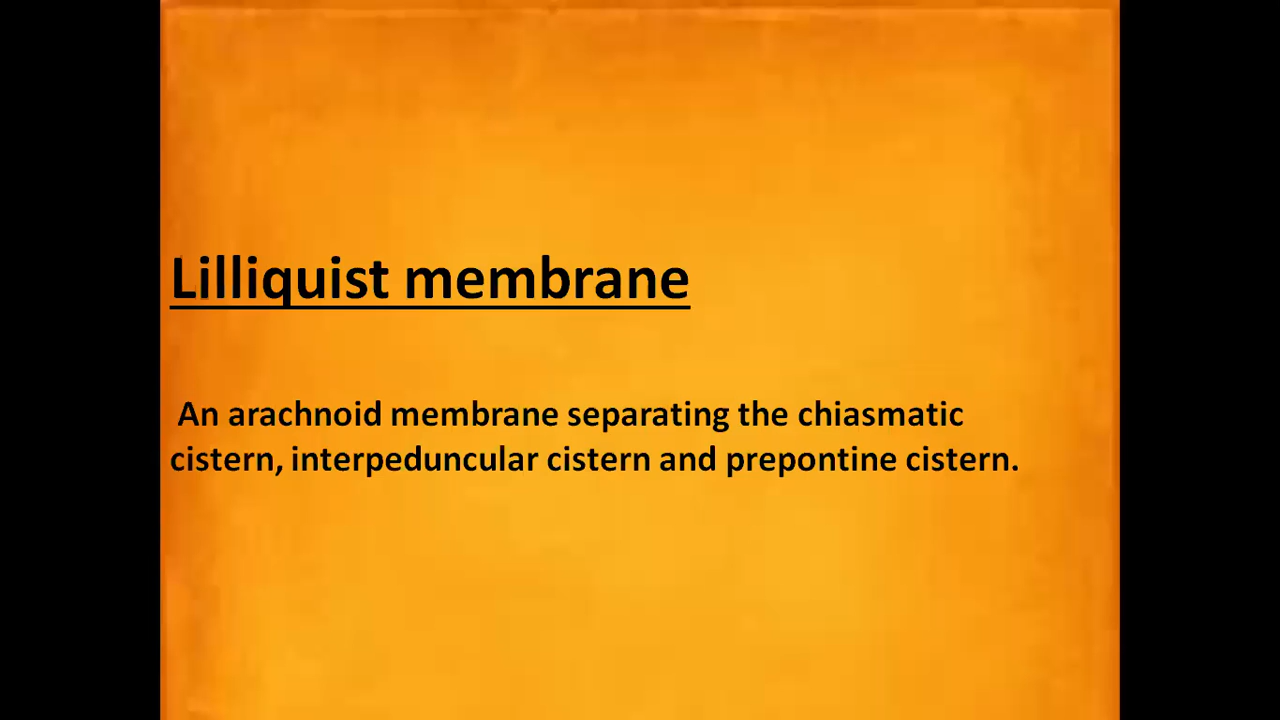 Lilliquist membrane
An arachnoid membrane separating the chiasmatic
cistern, interpeduncular cistern and prepontine cistern.